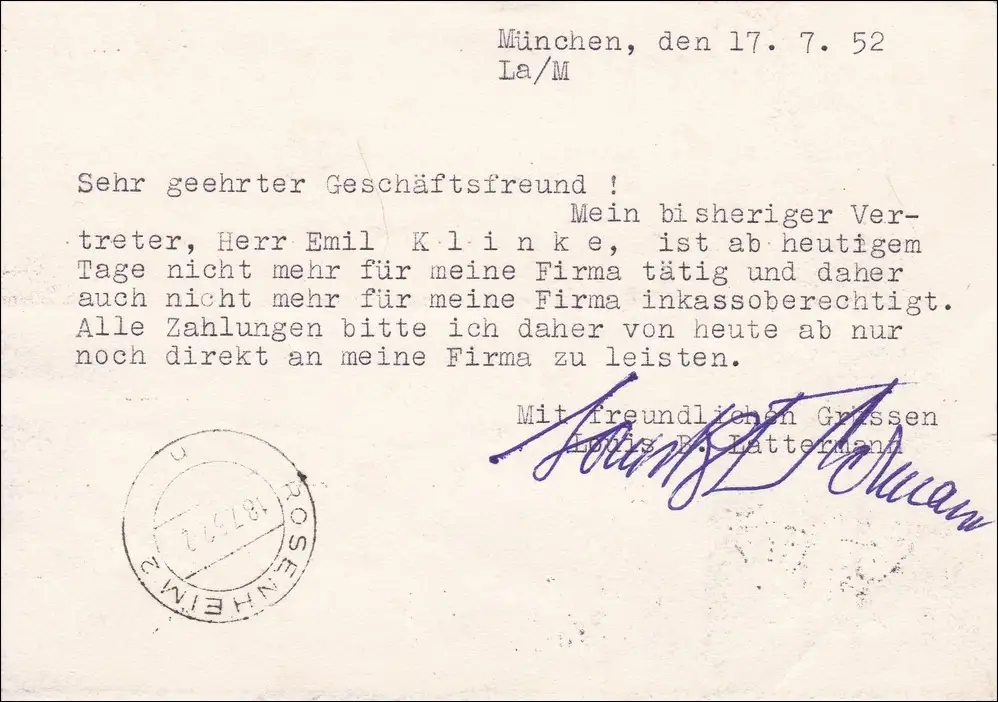 München, den 17. 7. 52
La/M
Sehr geehrter Geschäftsfreund !
Mein bisheriger Ver-
treter, Herr Emil K l i n k e, ist ab heutigem
Tage nicht mehr für meine Firma tätig und daher
auch nicht mehr für meine Firma inkassoberechtigt.
Alle Zahlungen bitte ich daher von heute ab nur
noch direkt an meine Firma zu leisten.
Mit freundlichen Grüssen
Louis B. Lattermann
ROSENHEIM 2